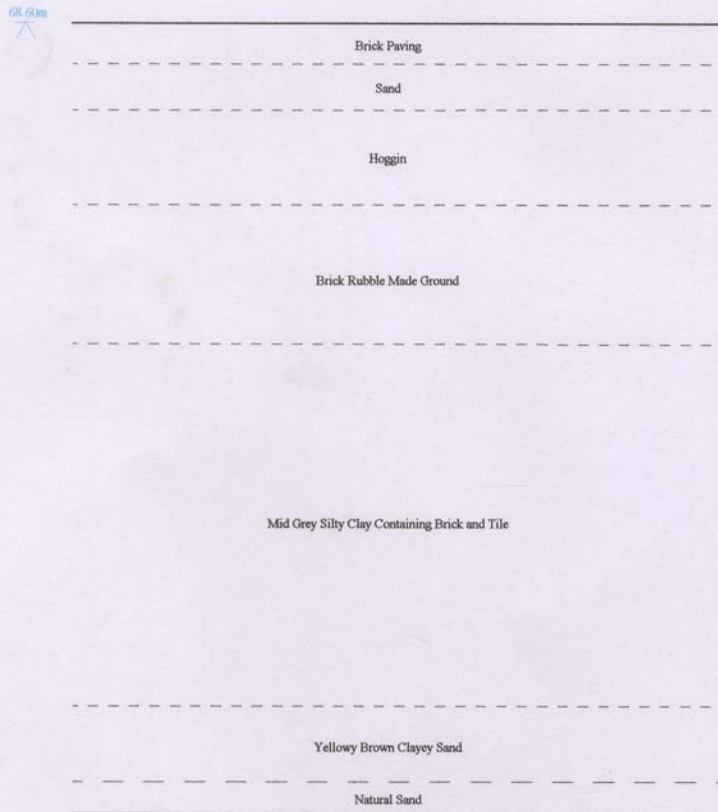 68.60m
Brick Paving
Sand
Hoggin
Brick Rubble Made Ground
Mid Grey Silty Clay Containing Brick and Tile
Yellowy Brown Clayey Sand
Natural Sand